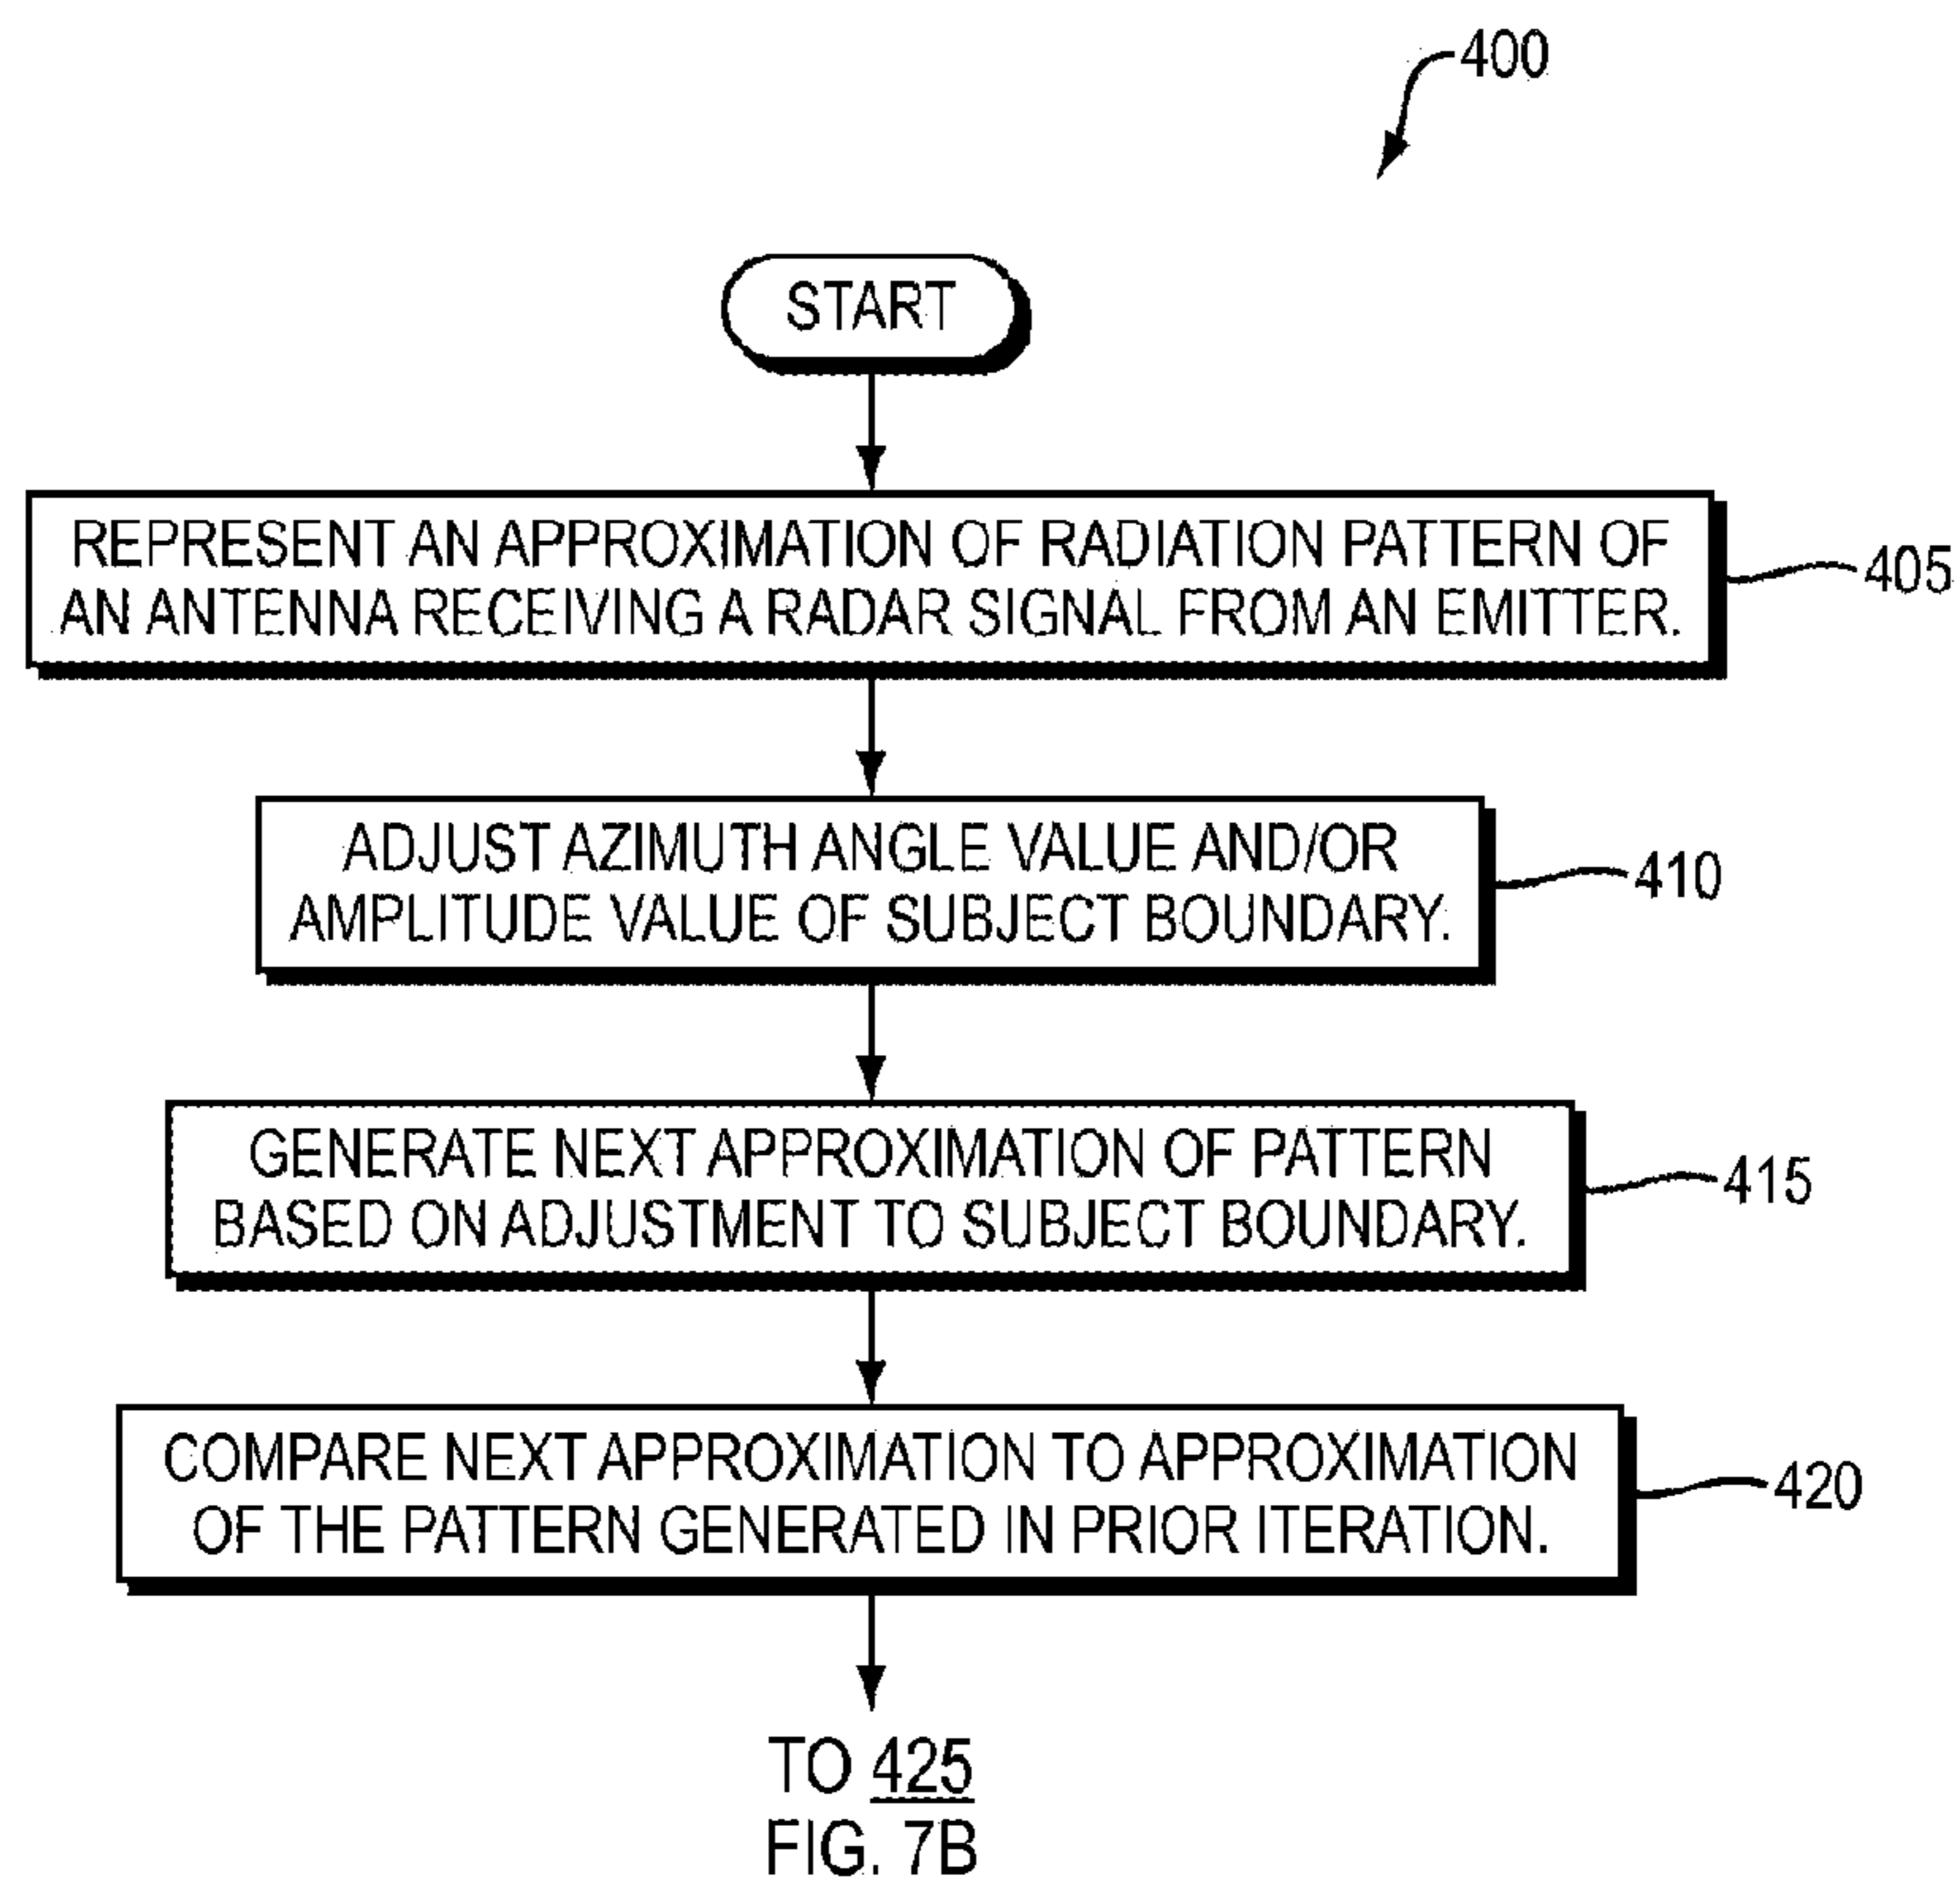 400
START
REPRESENT AN APPROXIMATION OF RADIATION PATTERN OF
AN ANTENNA RECEIVING A RADAR SIGNAL FROM AN EMITTER.
405
ADJUST AZIMUTH ANGLE VALUE AND/OR
AMPLITUDE VALUE OF SUBJECT BOUNDARY.
410
GENERATE NEXT APPROXIMATION OF PATTERN
BASED ON ADJUSTMENT TO SUBJECT BOUNDARY.
415
COMPARE NEXT APPROXIMATION TO APPROXIMATION
OF THE PATTERN GENERATED IN PRIOR ITERATION.
420
TO 425
FIG. 7B